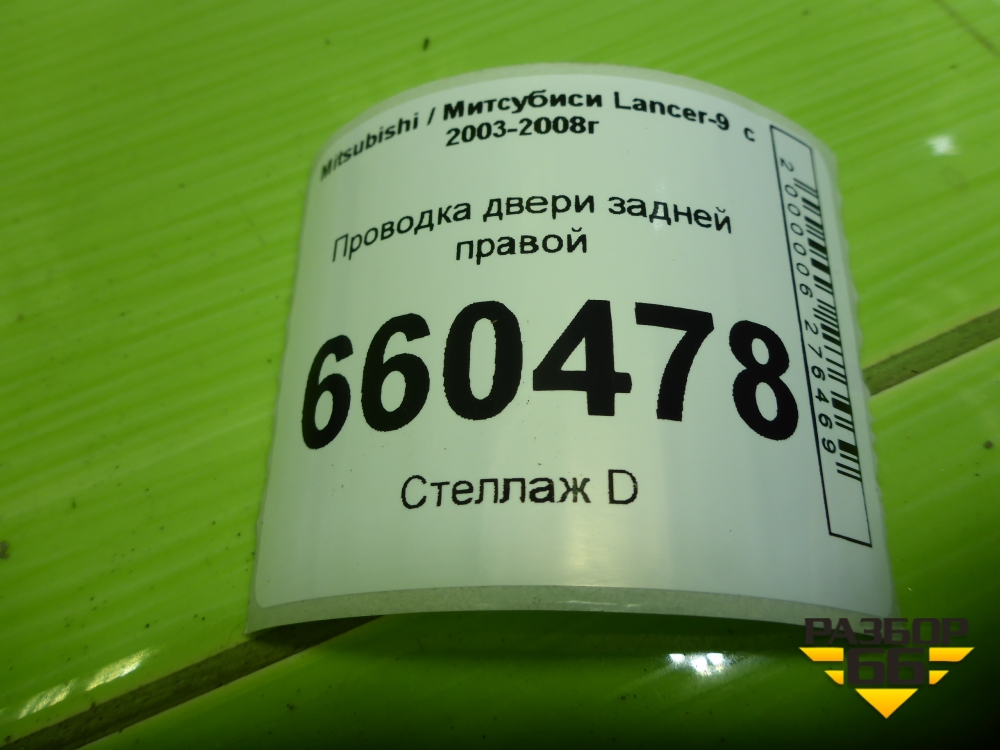 Mitsubishi / Митсубиси Lancer-9 с
2003-2008г
Проводка двери задней
правой
660478
Стеллаж D
2000006276469
РАЗБОР
66